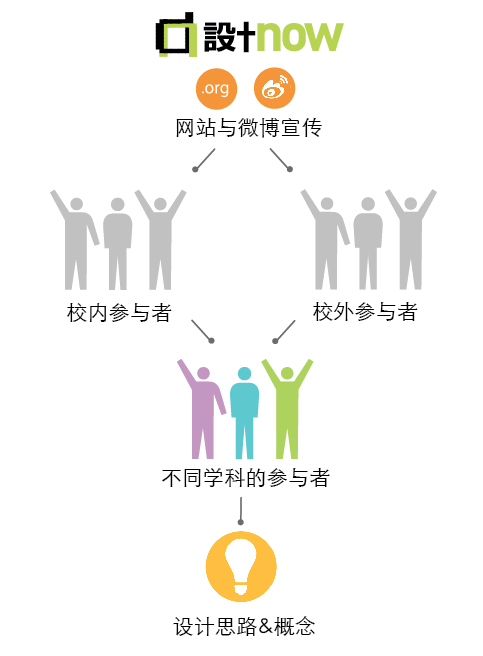 設計now
.org
网站与微博宣传
校内参与者
校外参与者
不同学科的参与者
设计思路&概念